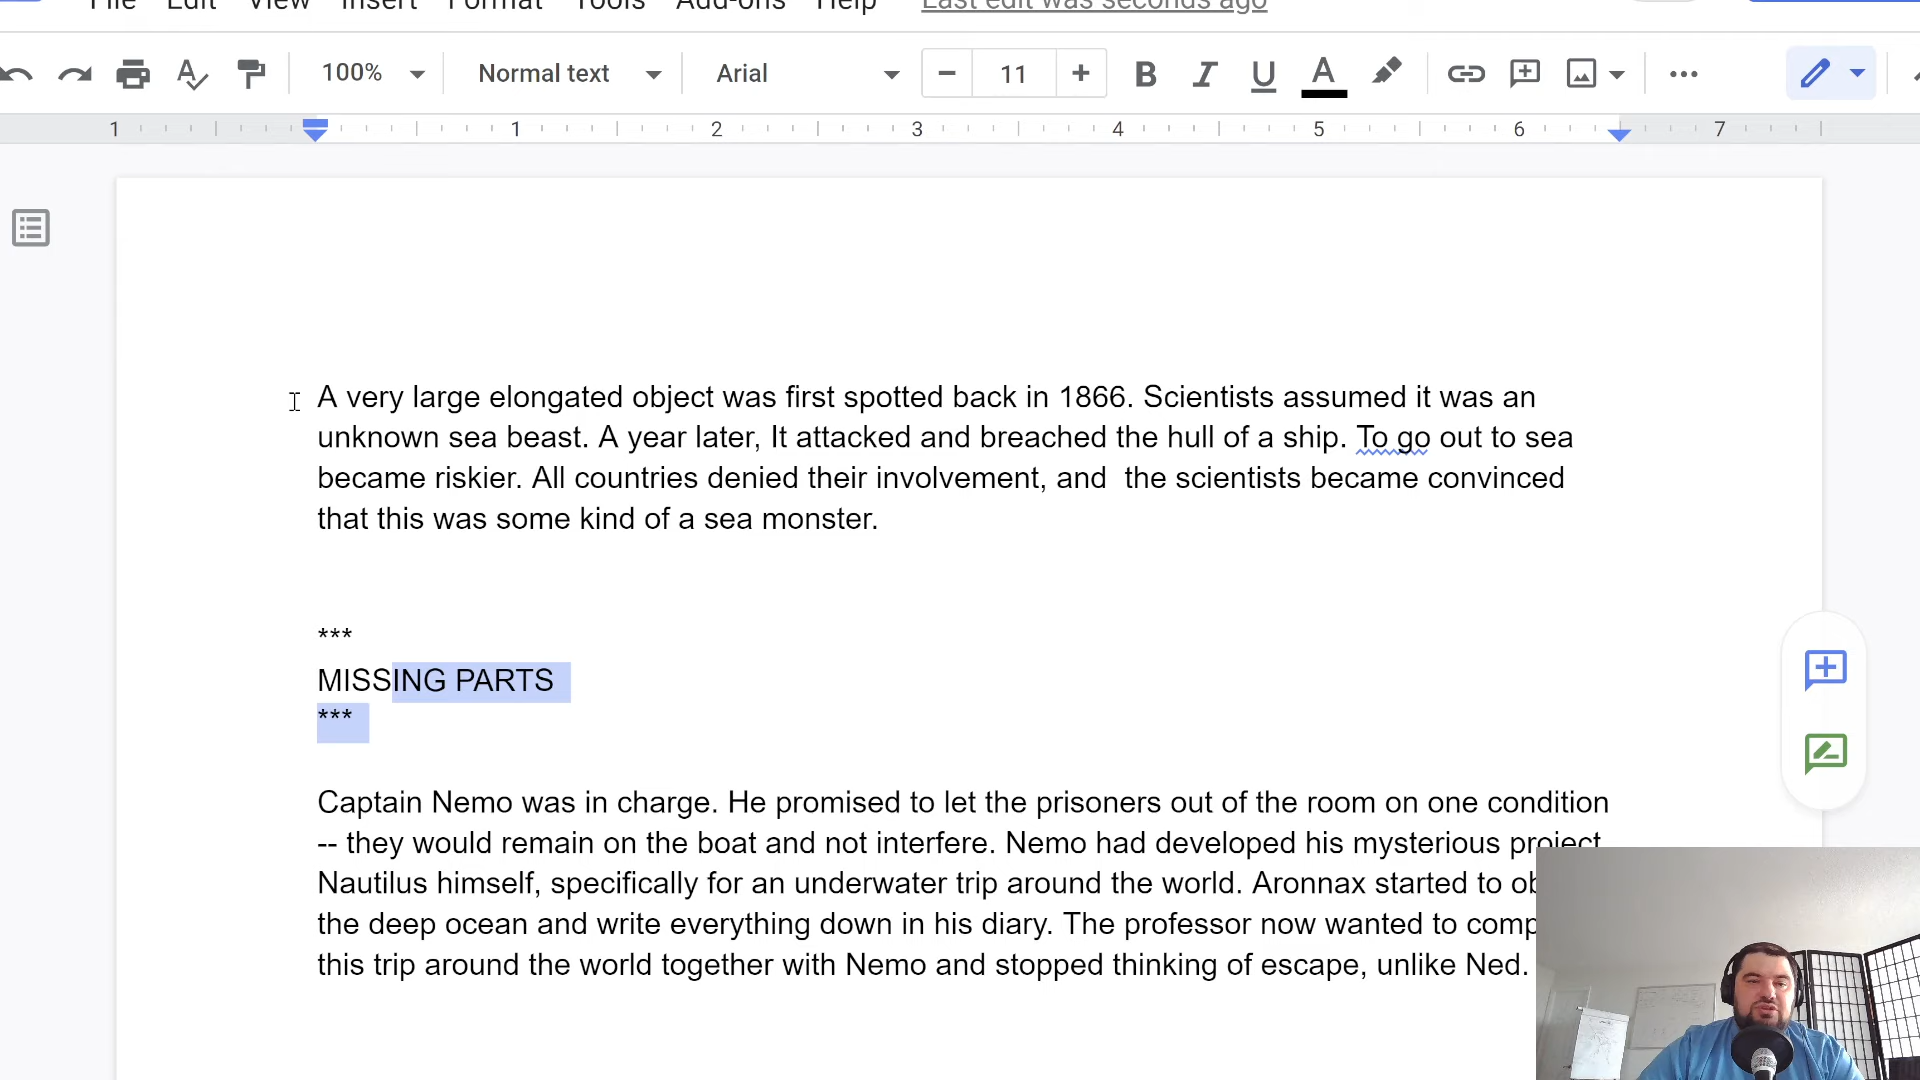 File Edit View Insert Format Tools Add-ons Help Last edit was seconds ago
100% Normal text Arial 11
1 1 2 3 4 5 6 7
A very large elongated object was first spotted back in 1866. Scientists assumed it was an
unknown sea beast. A year later, It attacked and breached the hull of a ship. To go out to sea
became riskier. All countries denied their involvement, and  the scientists became convinced
that this was some kind of a sea monster.
***
MISSING PARTS
***
Captain Nemo was in charge. He promised to let the prisoners out of the room on one condition
-- they would remain on the boat and not interfere. Nemo had developed his mysterious project
Nautilus himself, specifically for an underwater trip around the world. Aronnax started to
the deep ocean and write everything down in his diary. The professor now wanted to
this trip around the world together with Nemo and stopped thinking of escape, unlike Ned.